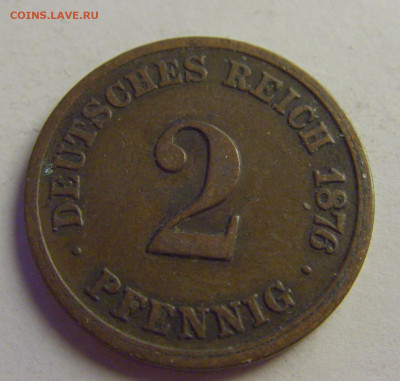 COINS.LAVE.RU
DEUTSCHES REICH 1876
2
PFENNIG